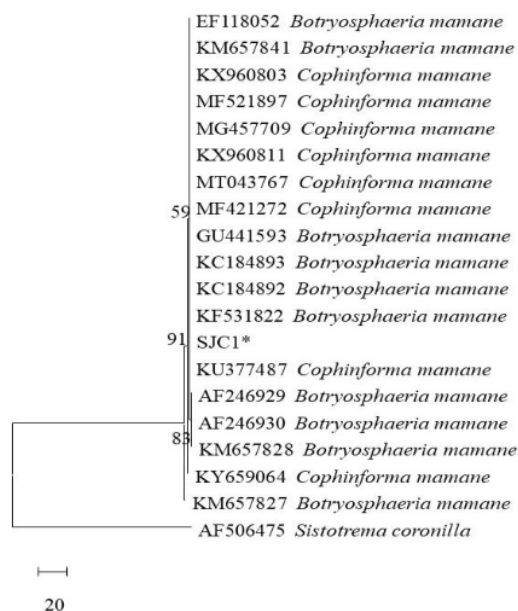 EF118052 Botryosphaeria mamane
KM657841 Botryosphaeria mamane
KX960803 Cophinforma mamane
MF521897 Cophinforma mamane
MG457709 Cophinforma mamane
KX960811 Cophinforma mamane
MT043767 Cophinforma mamane
MF421272 Cophinforma mamane
59
GU441593 Botryosphaeria mamane
KC184893 Botryosphaeria mamane
KC184892 Botryosphaeria mamane
KF531822 Botryosphaeria mamane
91
SJC1*
KU377487 Cophinforma mamane
AF246929 Botryosphaeria mamane
AF246930 Botryosphaeria mamane
83
KM657828 Botryosphaeria mamane
KY659064 Cophinforma mamane
KM657827 Botryosphaeria mamane
AF506475 Sistotrema coronilla
20